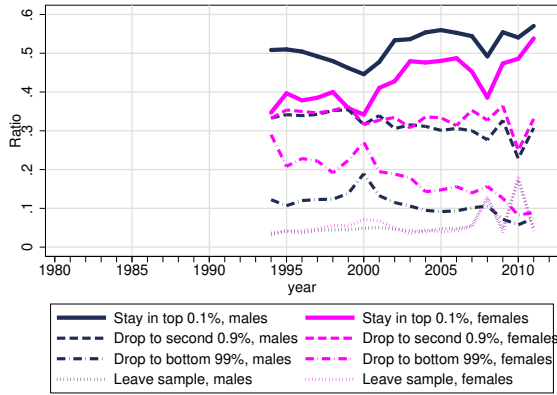 .6
.5
.4
.3
.2
.1
0
Ratio
1980 1985 1990 1995 2000 2005 2010
year
Stay in top 0.1%, males Stay in top 0.1%, females
Drop to second 0.9%, males Drop to second 0.9%, females
Drop to bottom 99%, males Drop to bottom 99%, females
Leave sample, males Leave sample, females